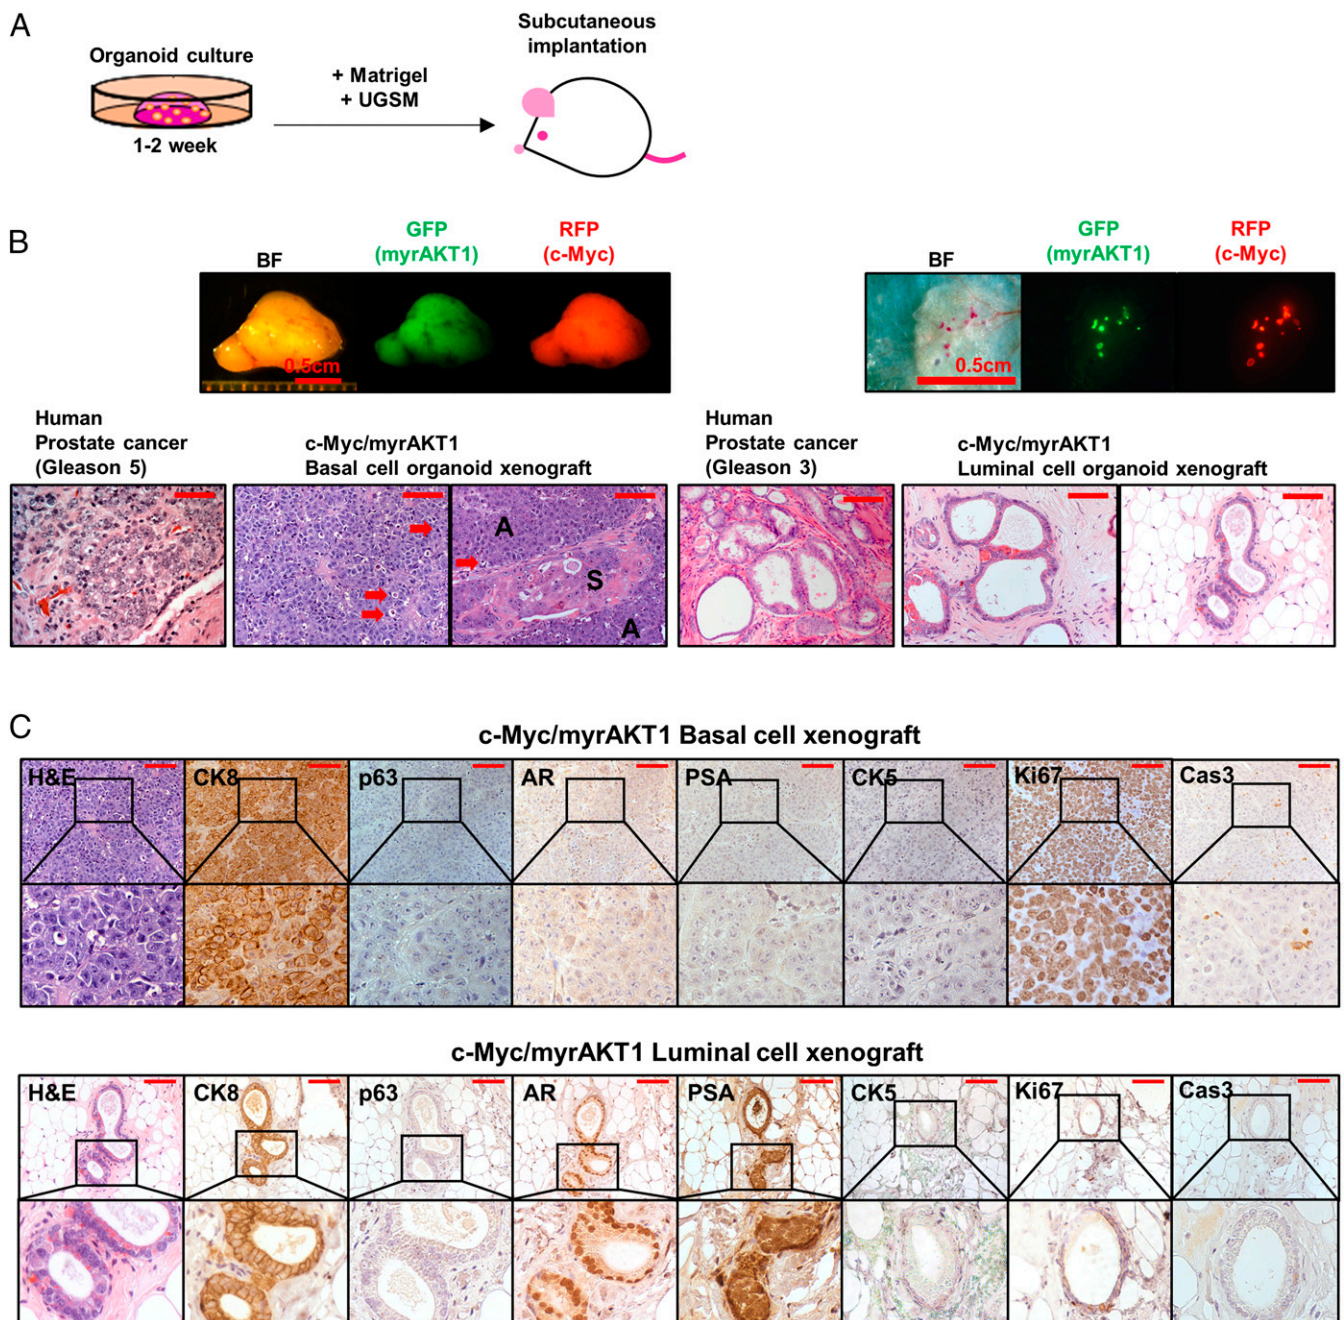 A
Organoid culture
1-2 week
+ Matrigel
+ UGSM
Subcutaneous
implantation
B
BF
GFP
(myrAKT1)
RFP
(c-Myc)
0.5cm
BF
GFP
(myrAKT1)
RFP
(c-Myc)
0.5cm
Human
Prostate cancer
(Gleason 5)
c-Myc/myrAKT1
Basal cell organoid xenograft
A
S
A
Human
Prostate cancer
(Gleason 3)
c-Myc/myrAKT1
Luminal cell organoid xenograft
C
c-Myc/myrAKT1 Basal cell xenograft
H&E CK8 p63 AR PSA CK5 Ki67 Cas3
c-Myc/myrAKT1 Luminal cell xenograft
H&E CK8 p63 AR PSA CK5 Ki67 Cas3